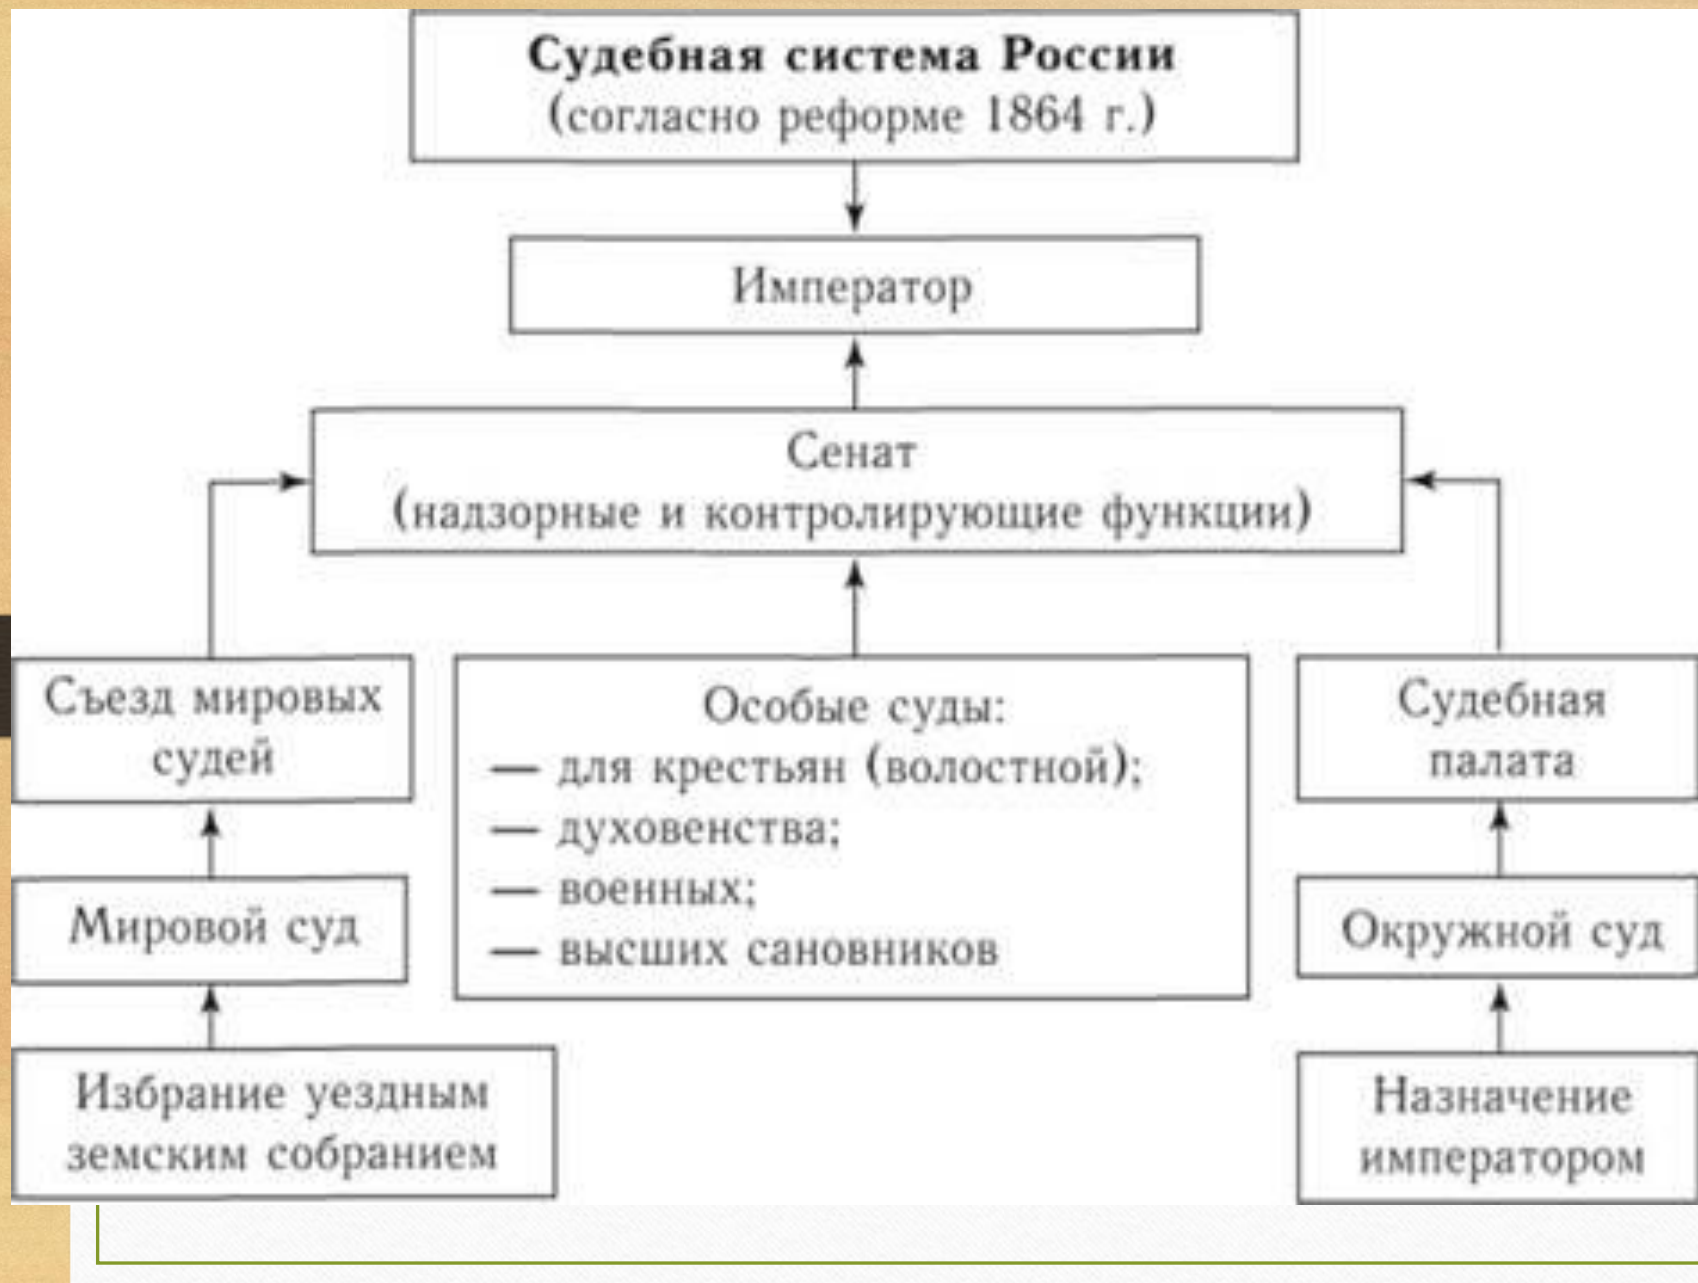 Судебная система России
(согласно реформе 1864 г.)
Император
Сенат
(надзорные и контролирующие функции)
Съезд мировых
судей
Особые суды:
— для крестьян (волостной);
— духовенства;
— военных;
— высших сановников
Судебная
палата
Мировой суд
Окружной суд
Избрание уездным
земским собранием
Назначение
императором